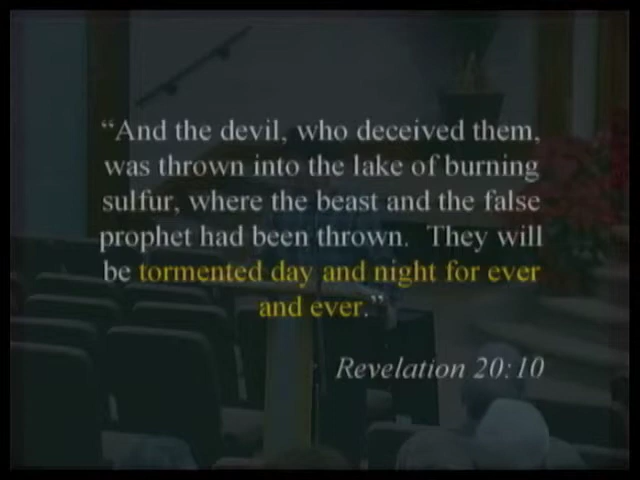 “And the devil, who deceived them,
was thrown into the lake of burning
sulfur, where the beast and the false
prophet had been thrown.  They will
be tormented day and night for ever
and ever.”
Revelation 20:10